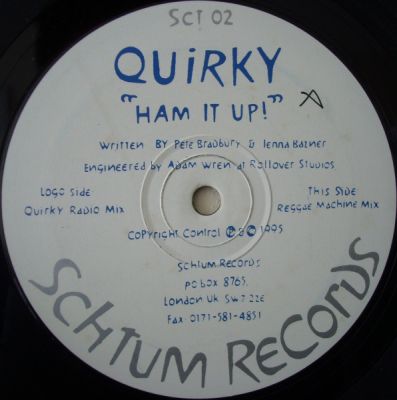 SCT 02
QUiRKY
"HAM IT UP!"
Written By Pete Bradbury & Jenna Bazner
Engineered by Adam Wren at Rollover Studios
Logo Side
Quirky Radio Mix
This Side
Reggae Machine Mix
Copyright Control ℗ & © 1995
Schtum Records
PO Box 8765,
London UK SW7 2ZE
Fax 0171-581-4851
SCHTUM RECORDS